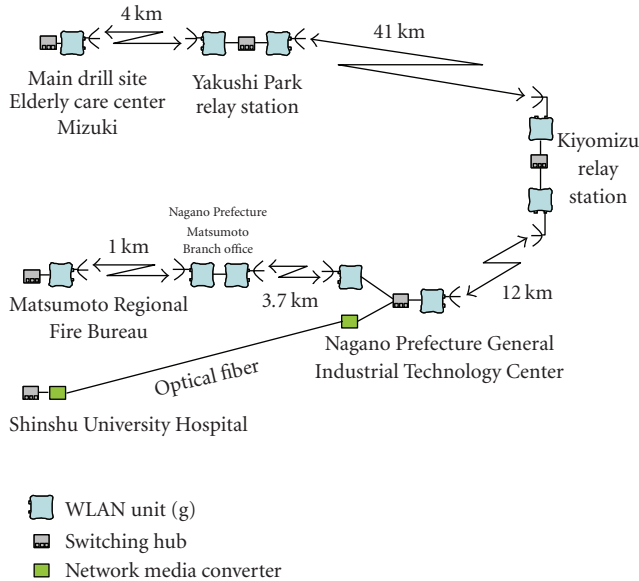 4 km
41 km
Main drill site
Elderly care center
Mizuki
Yakushi Park
relay station
Kiyomizu
relay
station
Nagano Prefecture
Matsumoto
Branch office
1 km
3.7 km
12 km
Matsumoto Regional
Fire Bureau
Nagano Prefecture General
Industrial Technology Center
Optical fiber
Shinshu University Hospital
WLAN unit (g)
Switching hub
Network media converter